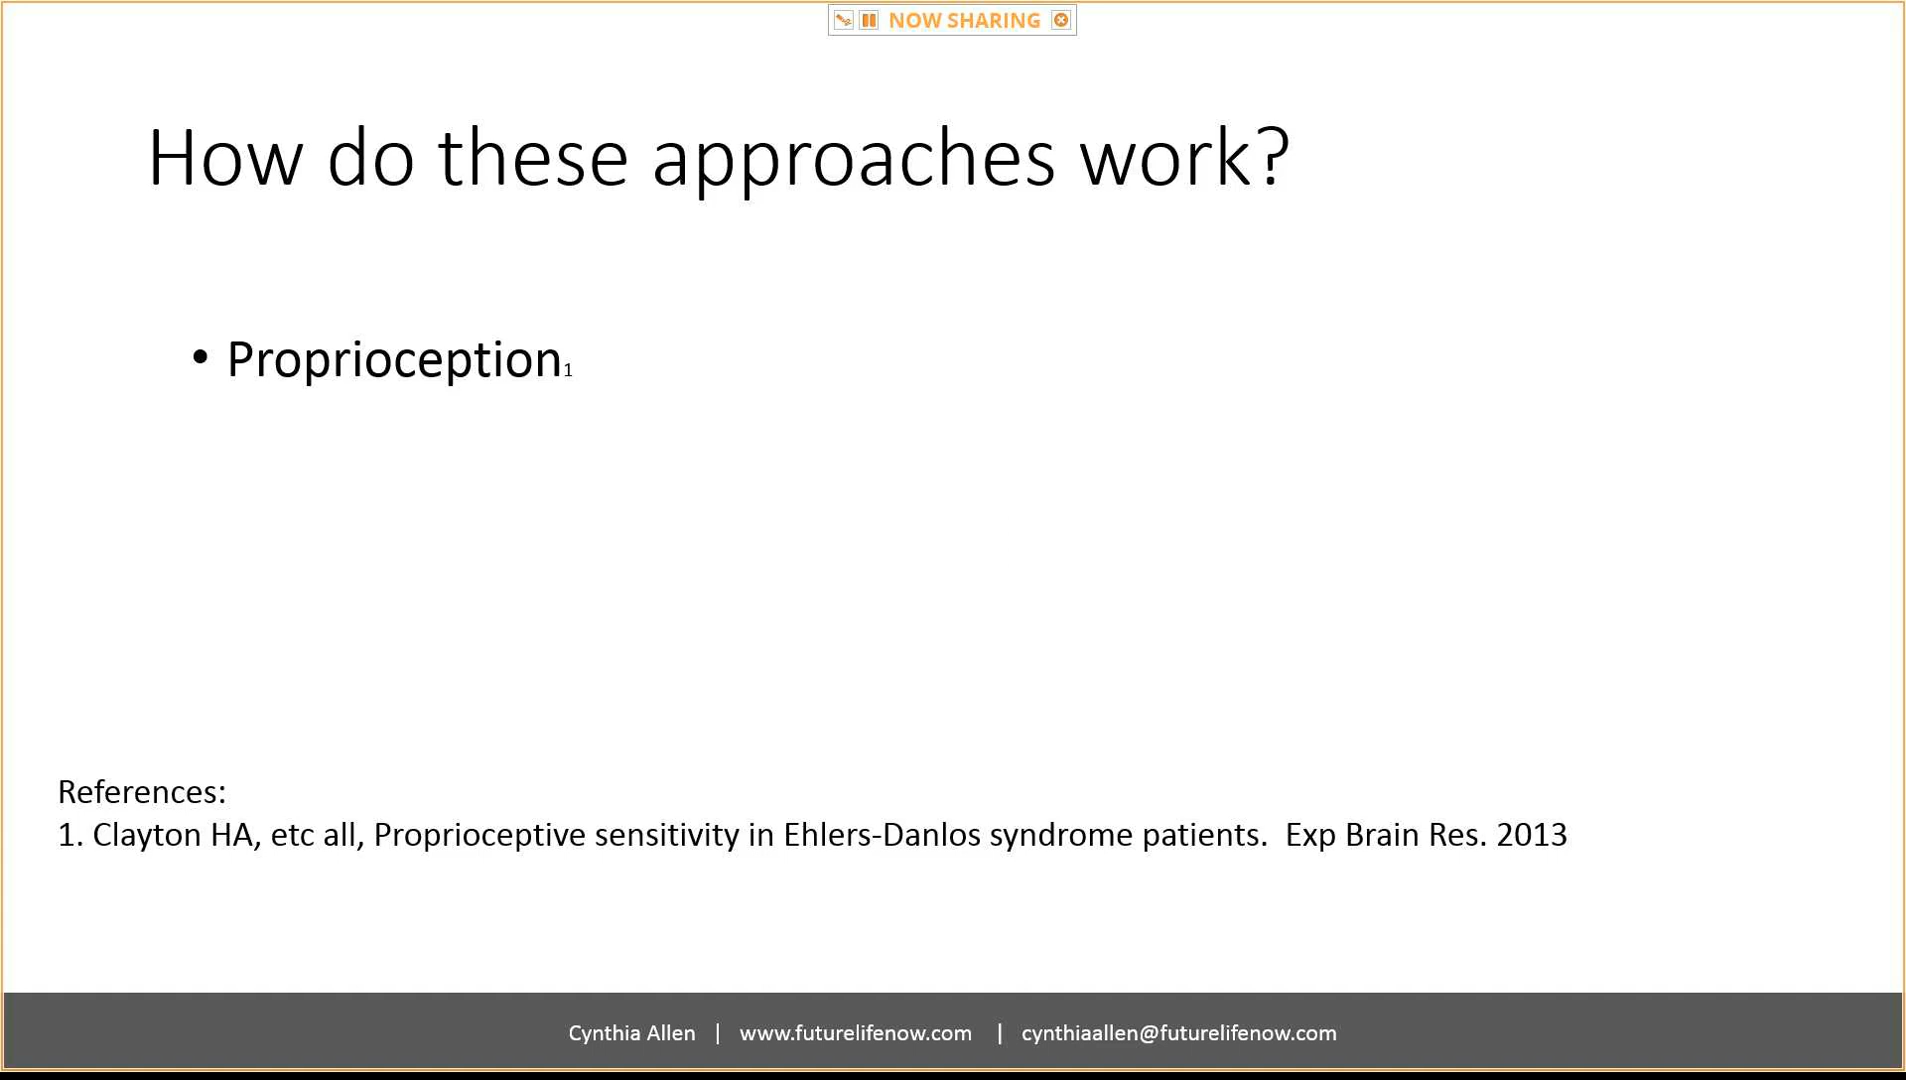 NOW SHARING
How do these approaches work?
• Proprioception1
References:
1. Clayton HA, etc all, Proprioceptive sensitivity in Ehlers-Danlos syndrome patients.  Exp Brain Res. 2013
Cynthia Allen | www.futurelifenow.com | cynthiaallen@futurelifenow.com